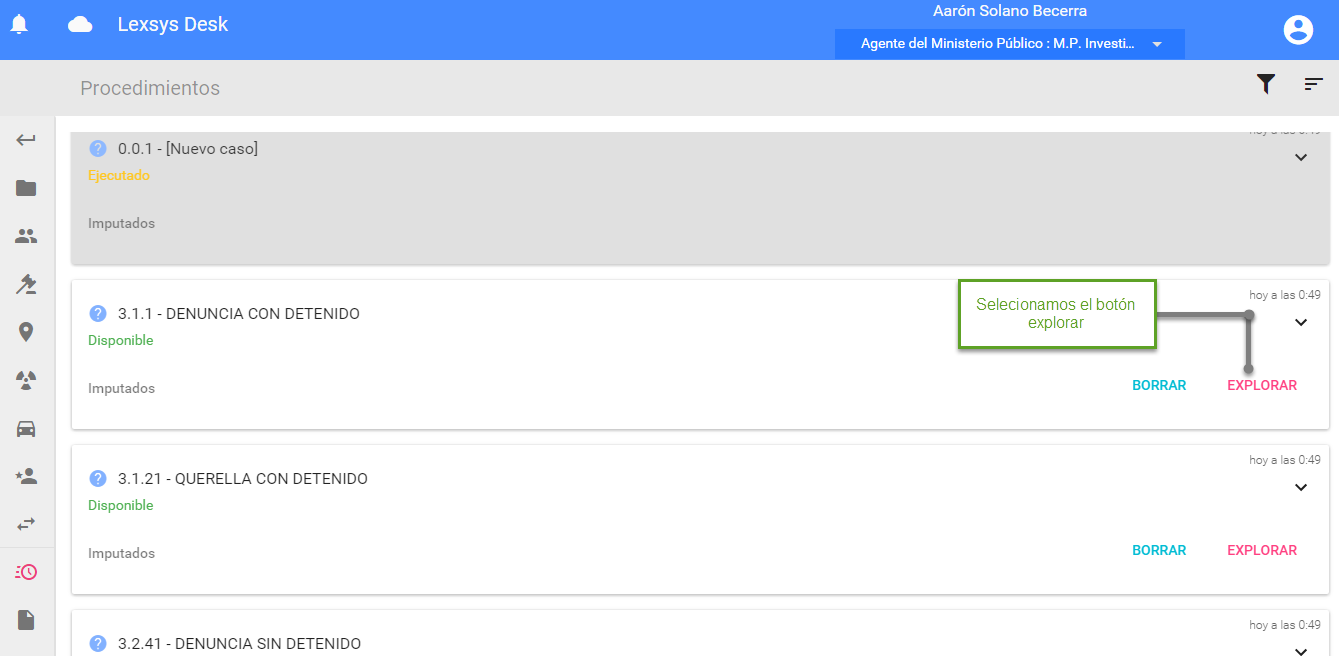 Aarón Solano Becerra
Lexsys Desk
Agente del Ministerio Público : M.P. Investi...
Procedimientos
hoy a las 0:49
0.0.1 - [Nuevo caso]
Ejecutado
Imputados
hoy a las 0:49
3.1.1 - DENUNCIA CON DETENIDO
Selecionamos el botón
explorar
Disponible
Imputados
BORRAR
EXPLORAR
hoy a las 0:49
3.1.21 - QUERELLA CON DETENIDO
Disponible
Imputados
BORRAR
EXPLORAR
hoy a las 0:49
3.2.41 - DENUNCIA SIN DETENIDO